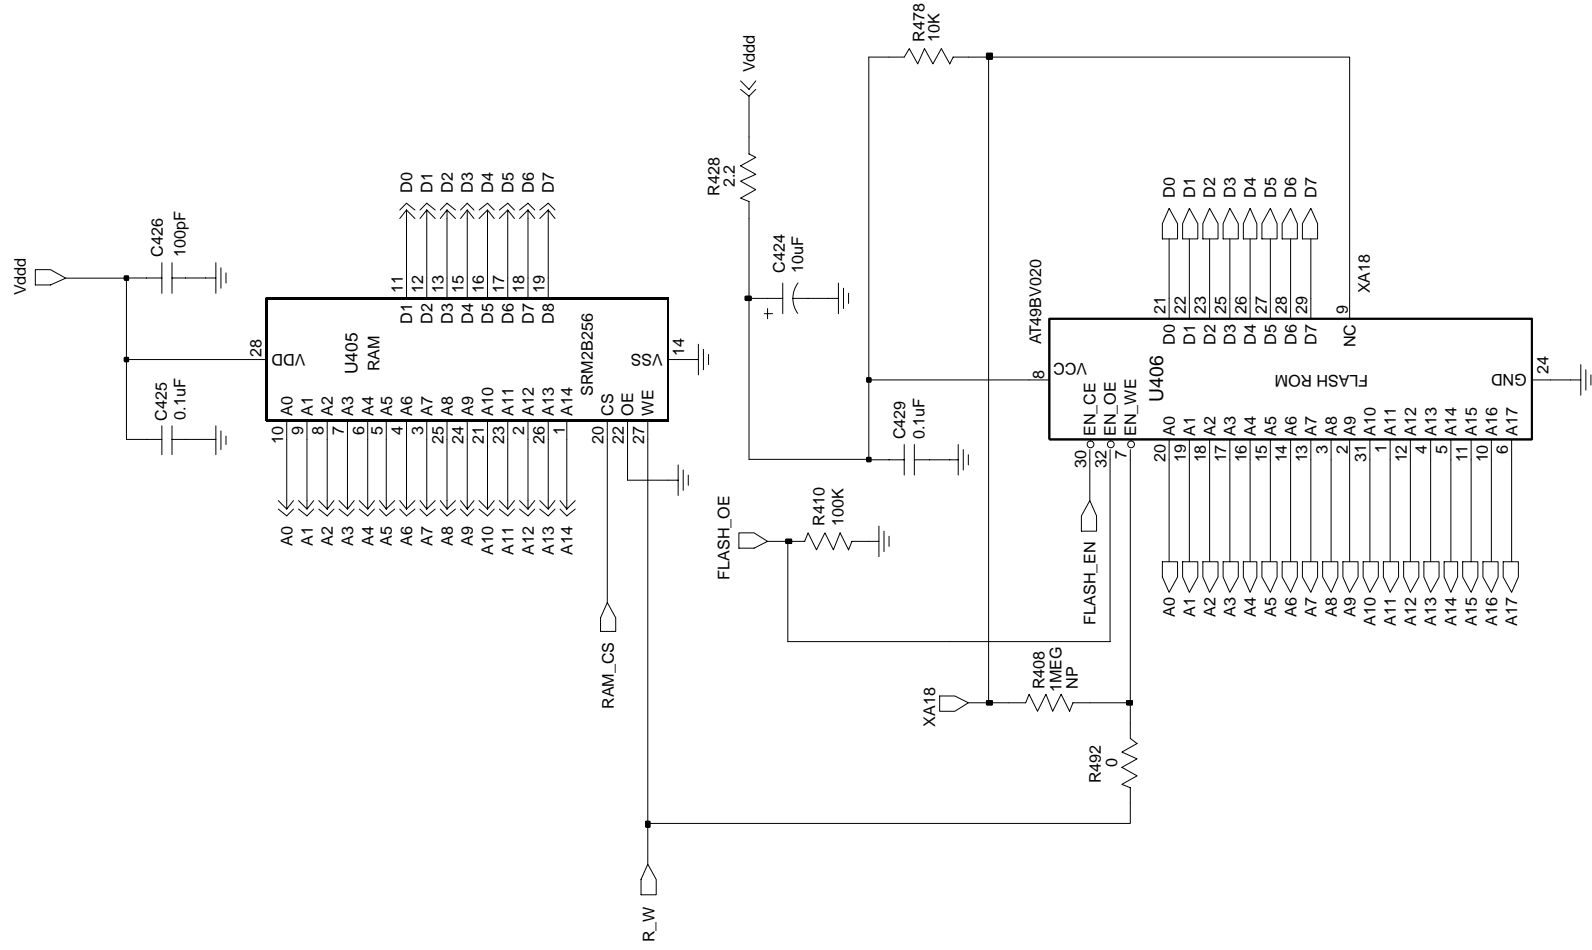 Vddd
C426
100pF
C425
0.1uF
28
VDD
U405
RAM
SRM2B256
VSS
14
11
12
13
15
16
17
18
19
D1
D2
D3
D4
D5
D6
D7
D8
D0
D1
D2
D3
D4
D5
D6
D7
A0
A1
A2
A3
A4
A5
A6
A7
A8
A9
A10
A11
A12
A13
A14
CS
OE
WE
10
9
8
7
6
5
4
3
25
24
21
23
2
26
1
20
22
27
A0
A1
A2
A3
A4
A5
A6
A7
A8
A9
A10
A11
A12
A13
A14
RAM_CS
R_W
Vddd
R428
2.2
+
C424
10uF
R478
10K
C429
0.1uF
FLASH_OE
R410
100K
FLASH_EN
XA18
R408
1MEG
NP
R492
0
AT49BV020
8
VCC
U406
FLASH ROM
GND
24
EN_CE
EN_OE
EN_WE
30
32
7
21
22
23
25
26
27
28
29
9
XA18
D0
D1
D2
D3
D4
D5
D6
D7
NC
D0
D1
D2
D3
D4
D5
D6
D7
A0
A1
A2
A3
A4
A5
A6
A7
A8
A9
A10
A11
A12
A13
A14
A15
A16
A17
20
19
18
17
16
15
14
13
3
2
31
1
12
4
5
11
10
6
A0
A1
A2
A3
A4
A5
A6
A7
A8
A9
A10
A11
A12
A13
A14
A15
A16
A17